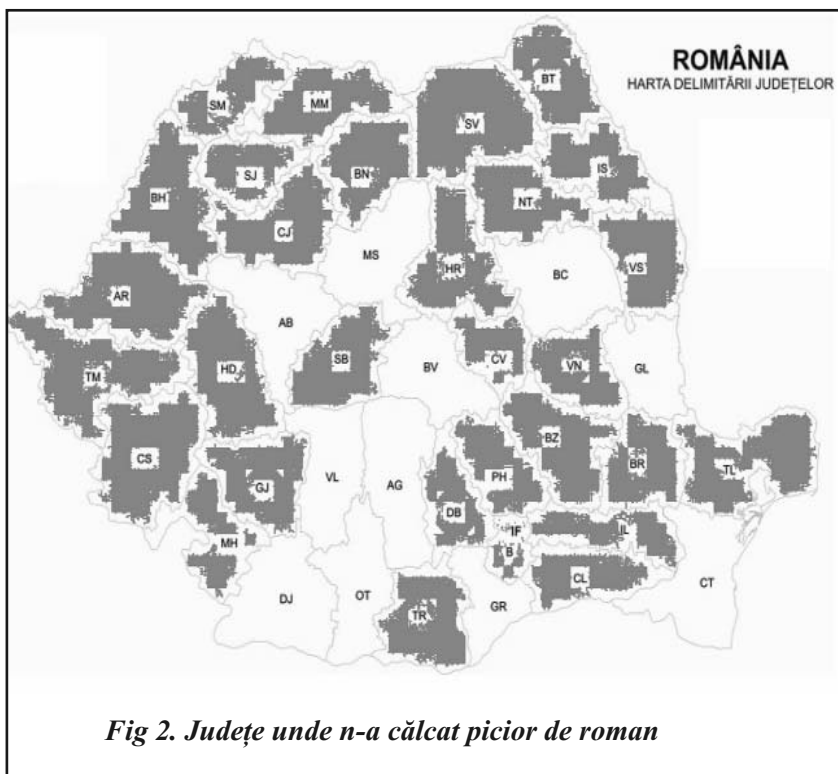 ROMÂNIA
HARTA DELIMITĂRII JUDEȚELOR
BT
SM
MM
SV
IS
SJ
BN
BH
NT
CJ
MS
HR
BC
VS
AR
AB
SB
CV
VN
HD
BV
GL
TM
BZ
CS
BR
TL
VL
PH
GJ
AG
DB
IF
IL
MH
B
CL
CT
DJ
OT
GR
TR
Fig 2. Județe unde n-a călcat picior de roman